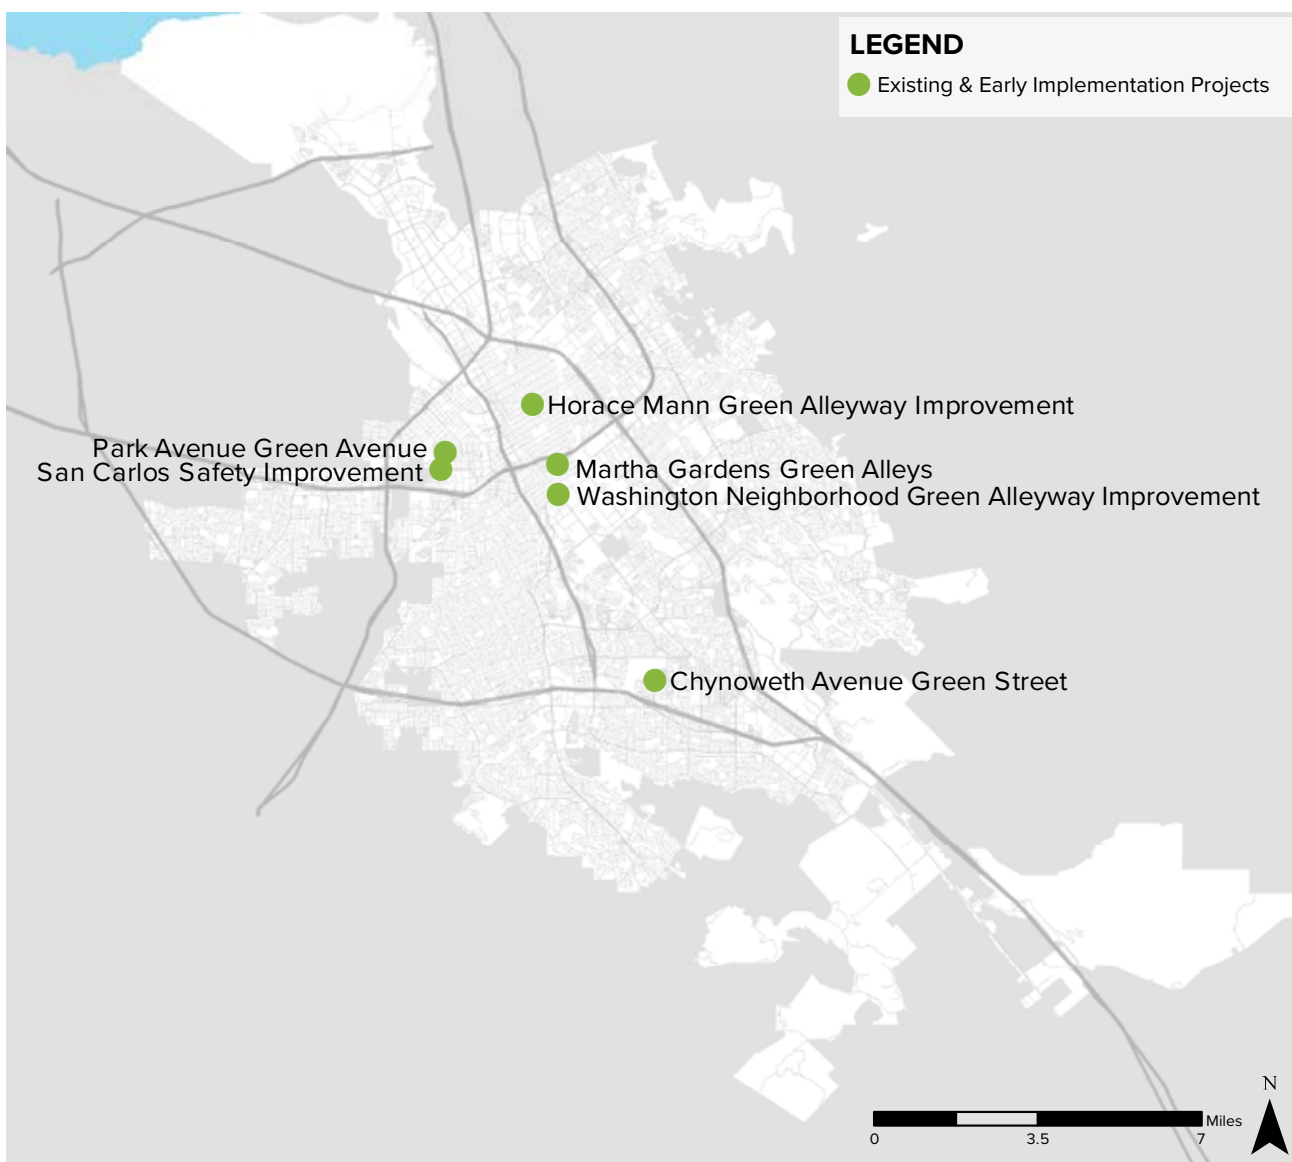 LEGEND
Existing & Early Implementation Projects
Horace Mann Green Alleyway Improvement
Park Avenue Green Avenue
San Carlos Safety Improvement
Martha Gardens Green Alleys
Washington Neighborhood Green Alleyway Improvement
Chynoweth Avenue Green Street
N
Miles
0 3.5 7